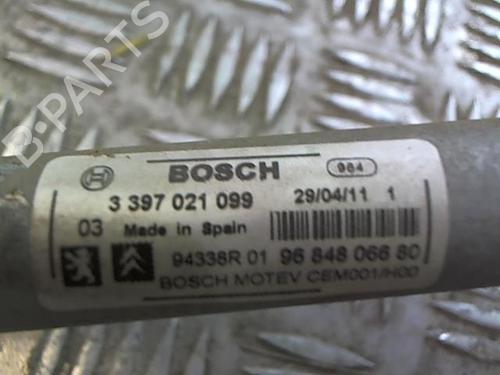 B-PARTS
BOSCH 984
3 397 021 099 29/04/11 1
03 Made in Spain
94338R 01 96 848 066 80
BOSCH MOTEV CEM001/H00